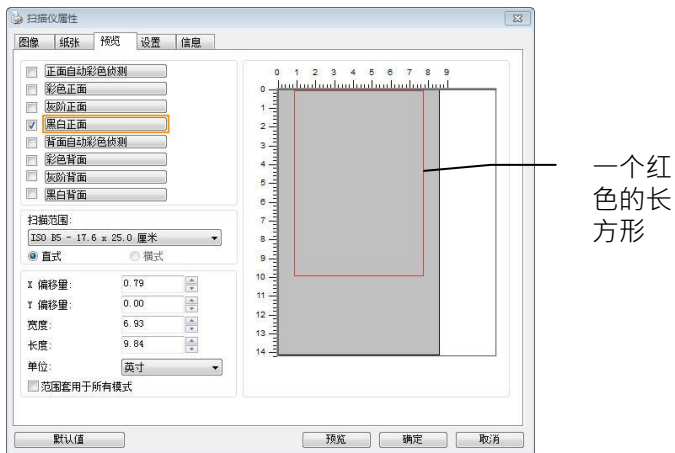 扫描仪属性
图像 纸张 预览 设置 信息
正面自动彩色侦测
彩色正面
灰阶正面
黑白正面
背面自动彩色侦测
彩色背面
灰阶背面
黑白背面
扫描范围:
ISO B5 - 17.6 x 25.0 厘米
直式 横式
X 偏移量: 0.79
Y 偏移量: 0.00
宽度: 6.93
长度: 9.84
单位: 英寸
范围套用于所有模式
0 1 2 3 4 5 6 7 8 9
0
1
2
3
4
5
6
7
8
9
10
11
12
13
14
一个红
色的长
方形
默认值 预览 确定 取消